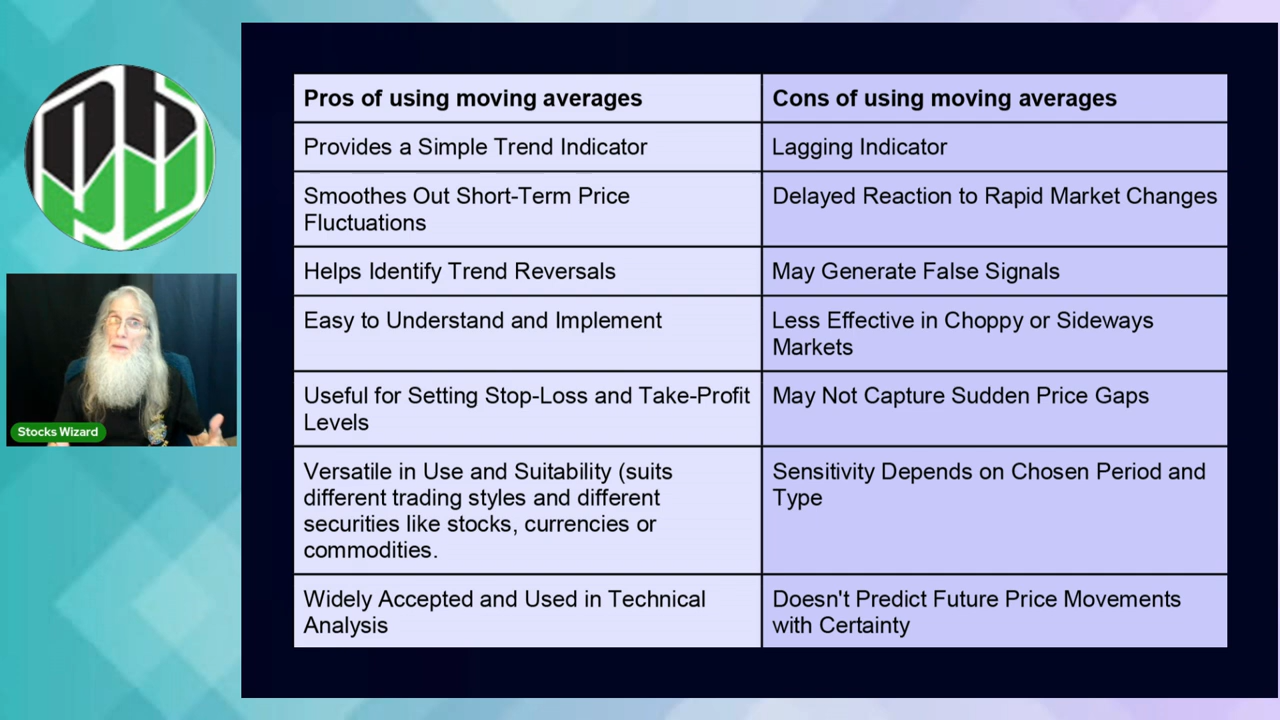 Pros of using moving averages
Cons of using moving averages
Provides a Simple Trend Indicator
Lagging Indicator
Smoothes Out Short-Term Price
Fluctuations
Delayed Reaction to Rapid Market Changes
Helps Identify Trend Reversals
May Generate False Signals
Easy to Understand and Implement
Less Effective in Choppy or Sideways
Markets
Useful for Setting Stop-Loss and Take-Profit
Levels
May Not Capture Sudden Price Gaps
Versatile in Use and Suitability (suits
different trading styles and different
securities like stocks, currencies or
commodities.
Sensitivity Depends on Chosen Period and
Type
Widely Accepted and Used in Technical
Analysis
Doesn't Predict Future Price Movements
with Certainty
Stocks Wizard